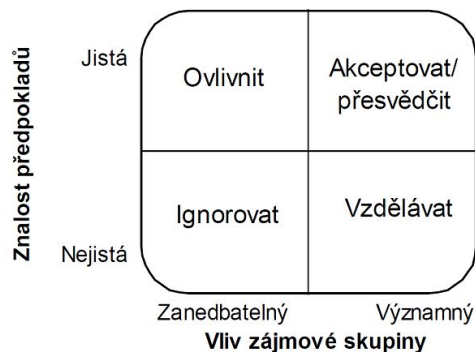 Znalost předpokladů
Jistá
Ovlivnit
Akceptovat/
přesvědčit
Nejistá
Ignorovat
Vzdělávat
Zanedbatelný
Významný
Vliv zájmové skupiny